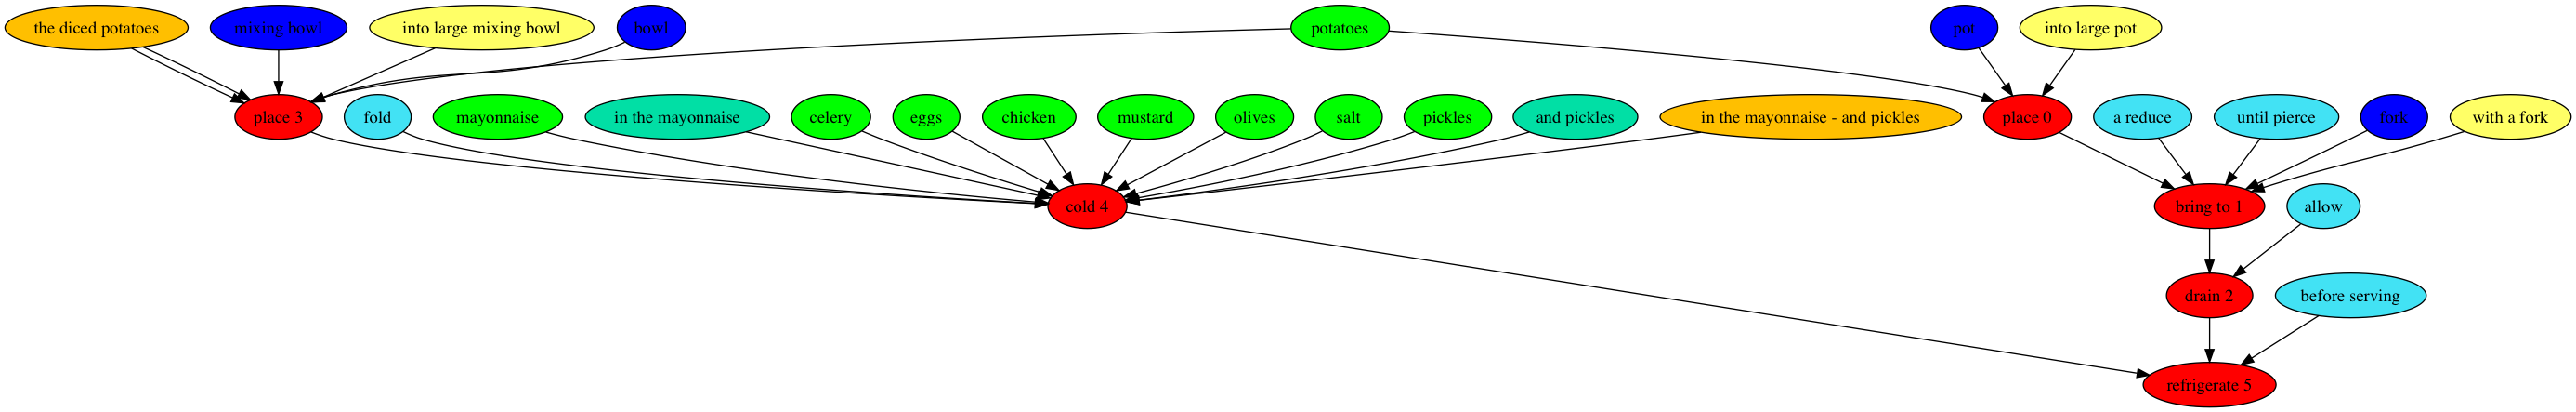 the diced potatoes
mixing bowl
into large mixing bowl
bowl
potatoes
pot
into large pot
place 3
fold
mayonnaise
in the mayonnaise
celery
eggs
chicken
mustard
olives
salt
pickles
and pickles
in the mayonnaise - and pickles
place 0
a reduce
until pierce
fork
with a fork
cold 4
bring to 1
allow
drain 2
before serving
refrigerate 5